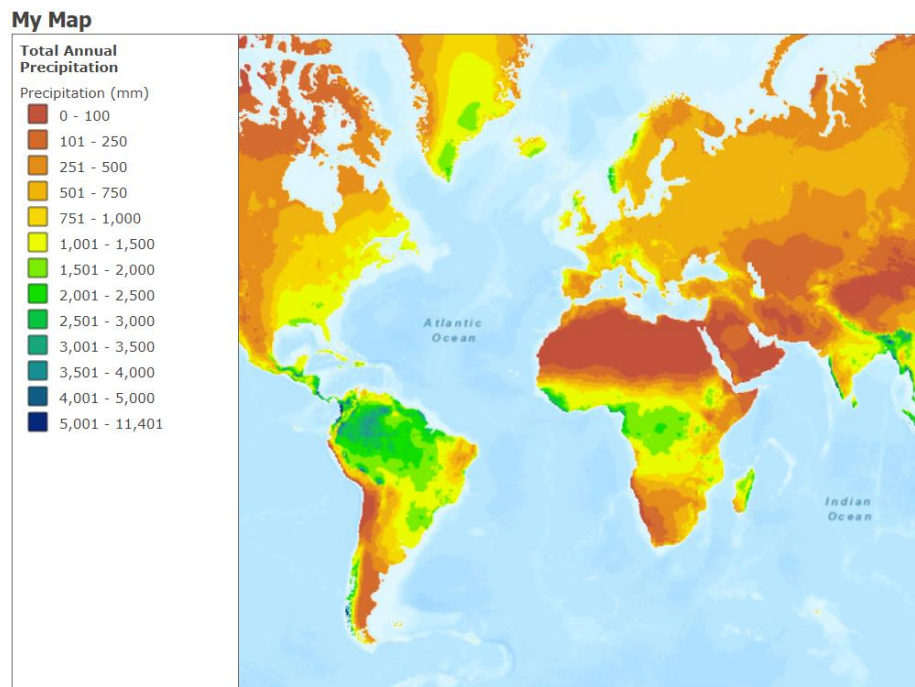 My Map
Total Annual
Precipitation
Precipitation (mm)
0 - 100
101 - 250
251 - 500
501 - 750
751 - 1,000
1,001 - 1,500
1,501 - 2,000
2,001 - 2,500
2,501 - 3,000
3,001 - 3,500
3,501 - 4,000
4,001 - 5,000
5,001 - 11,401
Atlantic
Ocean
Indian
Ocean